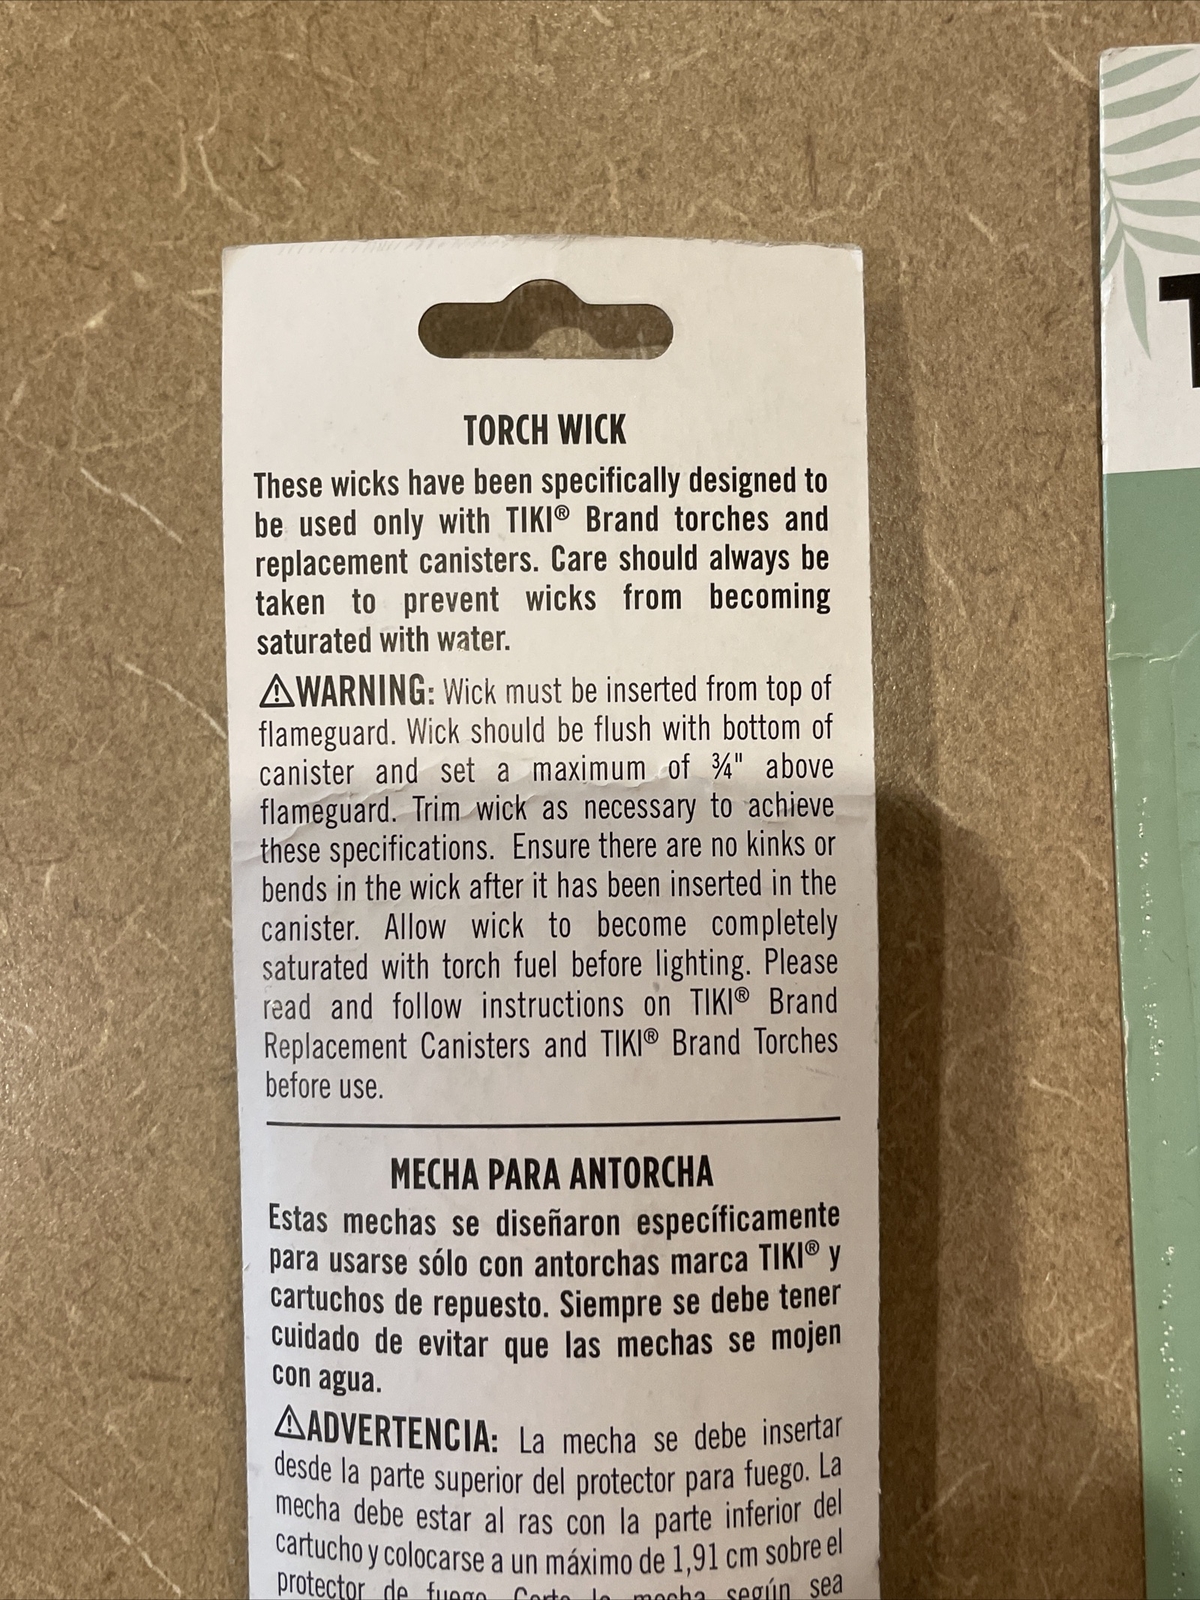 TORCH WICK
These wicks have been specifically designed to
be used only with TIKI® Brand torches and
replacement canisters. Care should always be
taken to prevent wicks from becoming
saturated with water.
⚠WARNING: Wick must be inserted from top of
flameguard. Wick should be flush with bottom of
canister and set a maximum of ¾" above
flameguard. Trim wick as necessary to achieve
these specifications. Ensure there are no kinks or
bends in the wick after it has been inserted in the
canister. Allow wick to become completely
saturated with torch fuel before lighting. Please
read and follow instructions on TIKI® Brand
Replacement Canisters and TIKI® Brand Torches
before use.
MECHA PARA ANTORCHA
Estas mechas se diseñaron específicamente
para usarse sólo con antorchas marca TIKI® y
cartuchos de repuesto. Siempre se debe tener
cuidado de evitar que las mechas se mojen
con agua.
⚠ADVERTENCIA: La mecha se debe insertar
desde la parte superior del protector para fuego. La
mecha debe estar al ras con la parte inferior del
cartucho y colocarse a un máximo de 1,91 cm sobre el
protector de fuego. Corte la mecha según sea